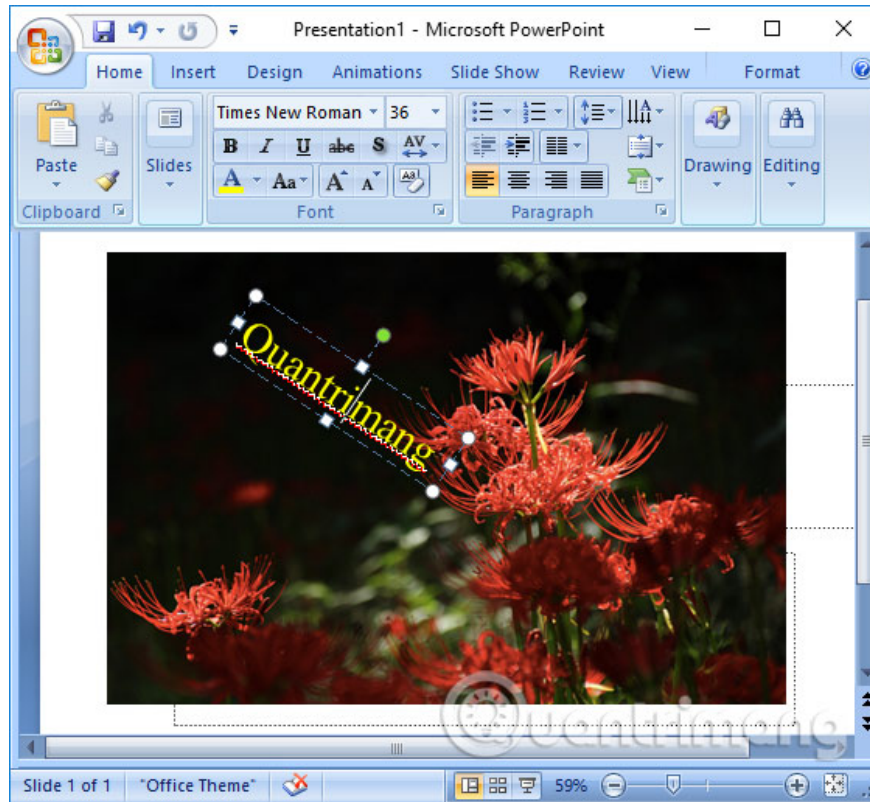 Presentation1 - Microsoft PowerPoint
Home Insert Design Animations Slide Show Review View Format
Paste
Clipboard
Slides
Times New Roman 36
B I U abc S AV
A Aa A A
Font
Paragraph
Drawing
Editing
Quantrimang
Quantrimang
Slide 1 of 1 "Office Theme" 59%